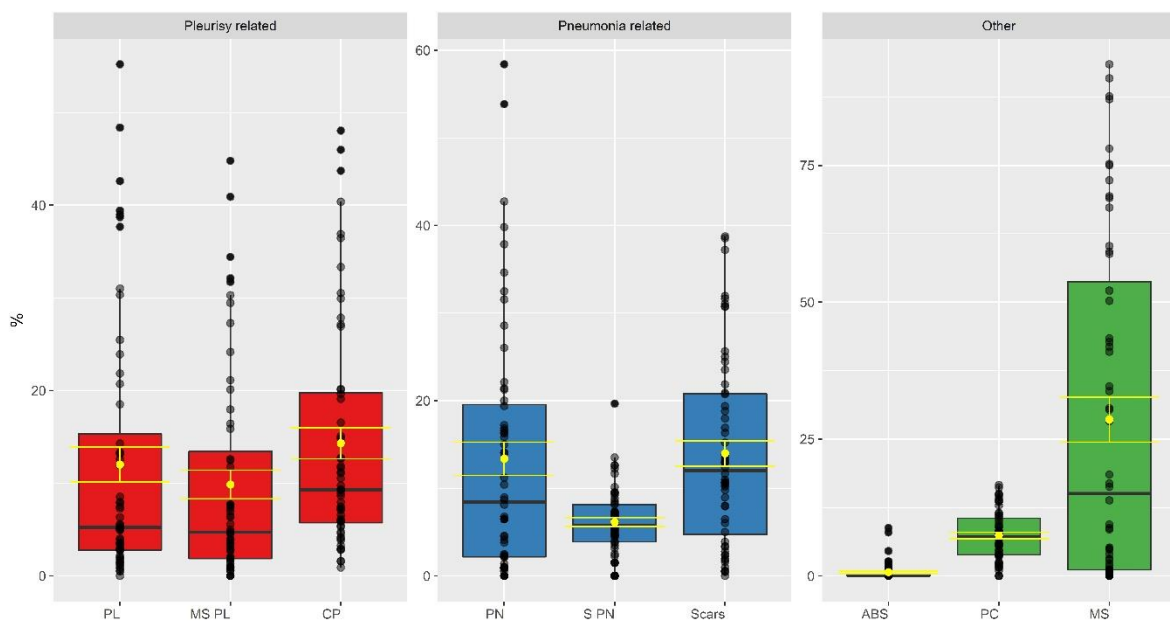 Pleurisy related
Pneumonia related
Other
%
0
20
40
0
20
40
60
0
25
50
75
PL
MS PL
CP
PN
S PN
Scars
ABS
PC
MS